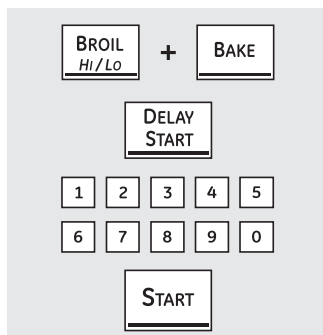 BROIL + BAKE
HI/LO
DELAY
START
1 2 3 4 5
6 7 8 9 0
START